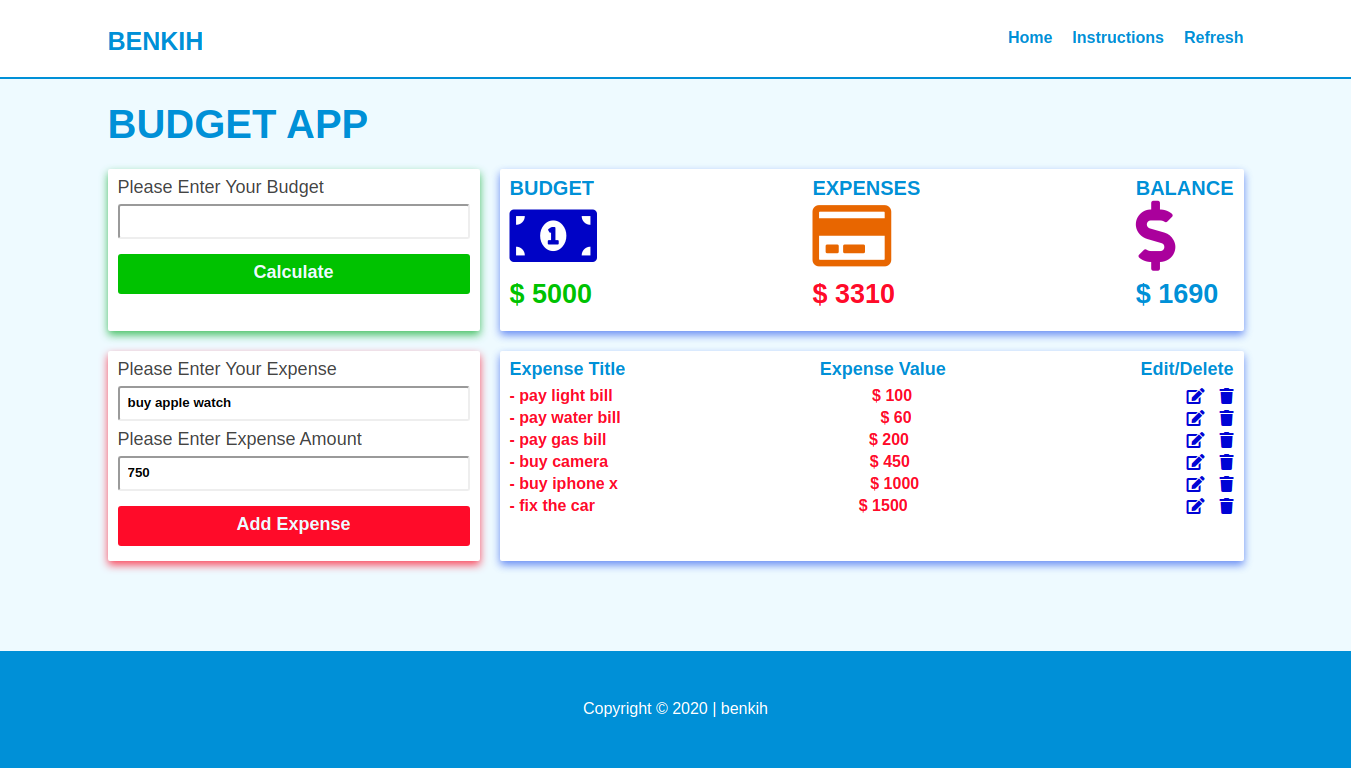 BENKIH
Home Instructions Refresh
BUDGET APP
Please Enter Your Budget
Calculate
BUDGET EXPENSES BALANCE
1
$ 5000 $ 3310 $ 1690
Please Enter Your Expense
buy apple watch
Please Enter Expense Amount
750
Add Expense
Expense Title Expense Value Edit/Delete
- pay light bill $ 100
- pay water bill $ 60
- pay gas bill $ 200
- buy camera $ 450
- buy iphone x $ 1000
- fix the car $ 1500
Copyright © 2020 | benkih